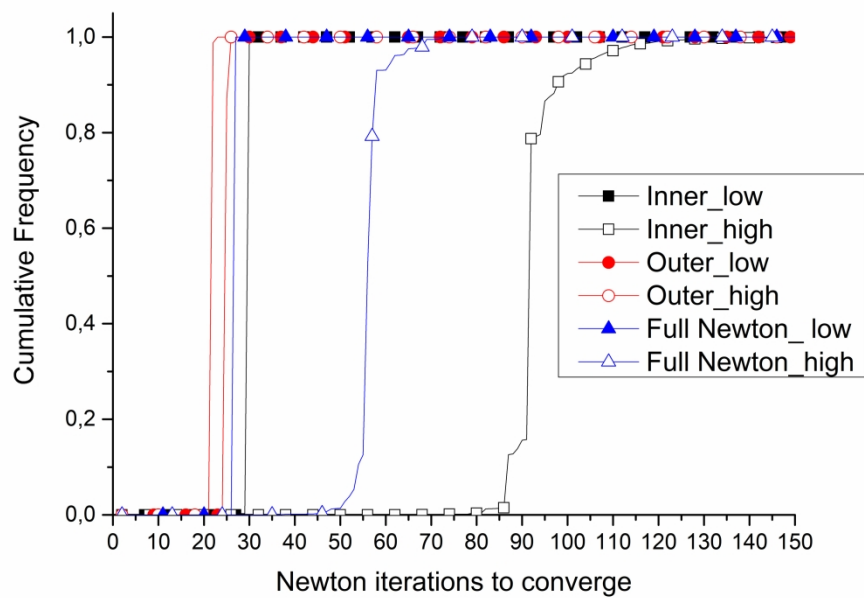 1,0
0,8
0,6
0,4
0,2
0,0
Cumulative Frequency
Inner_low
Inner_high
Outer_low
Outer_high
Full Newton_ low
Full Newton_high
0 10 20 30 40 50 60 70 80 90 100 110 120 130 140 150
Newton iterations to converge